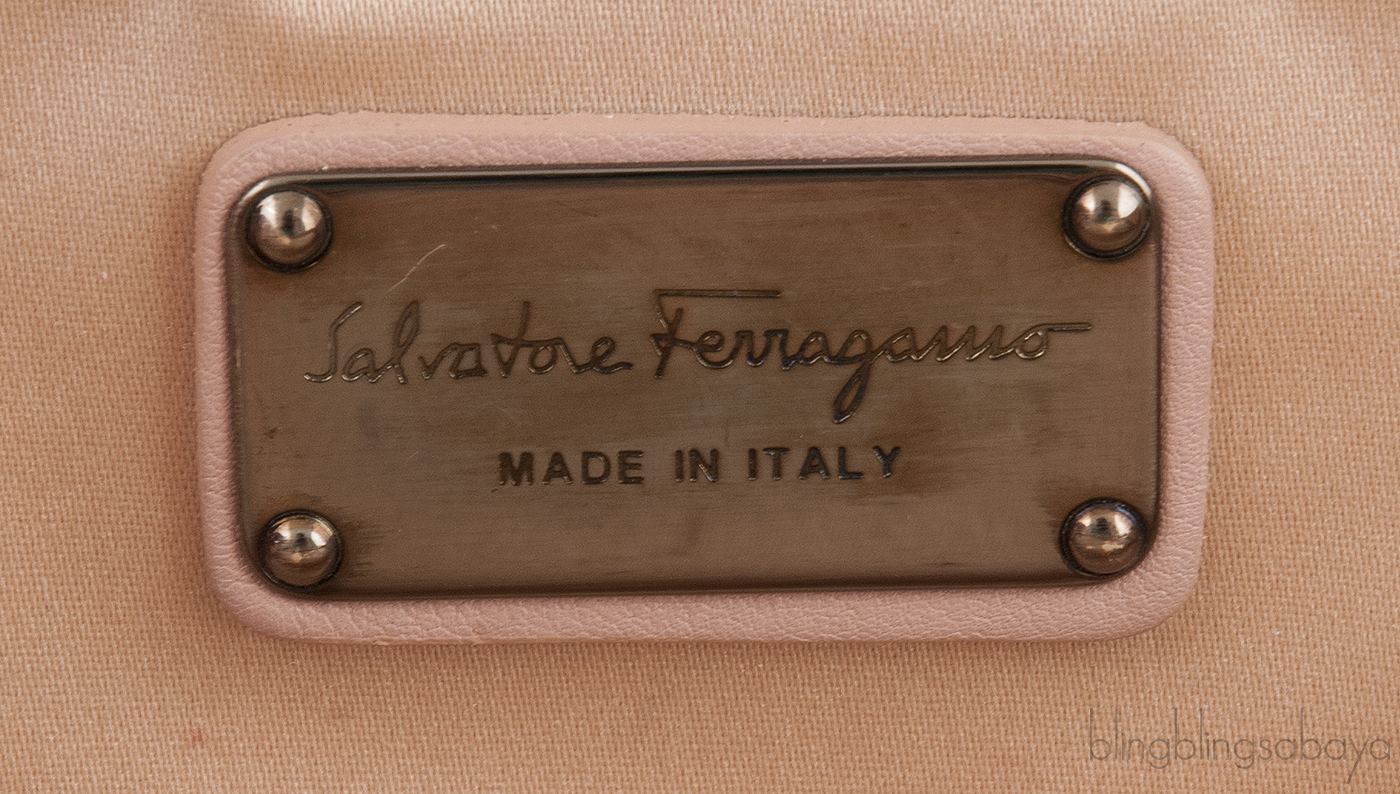 Salvatore Ferragamo
MADE IN ITALY
blingblingsabaya